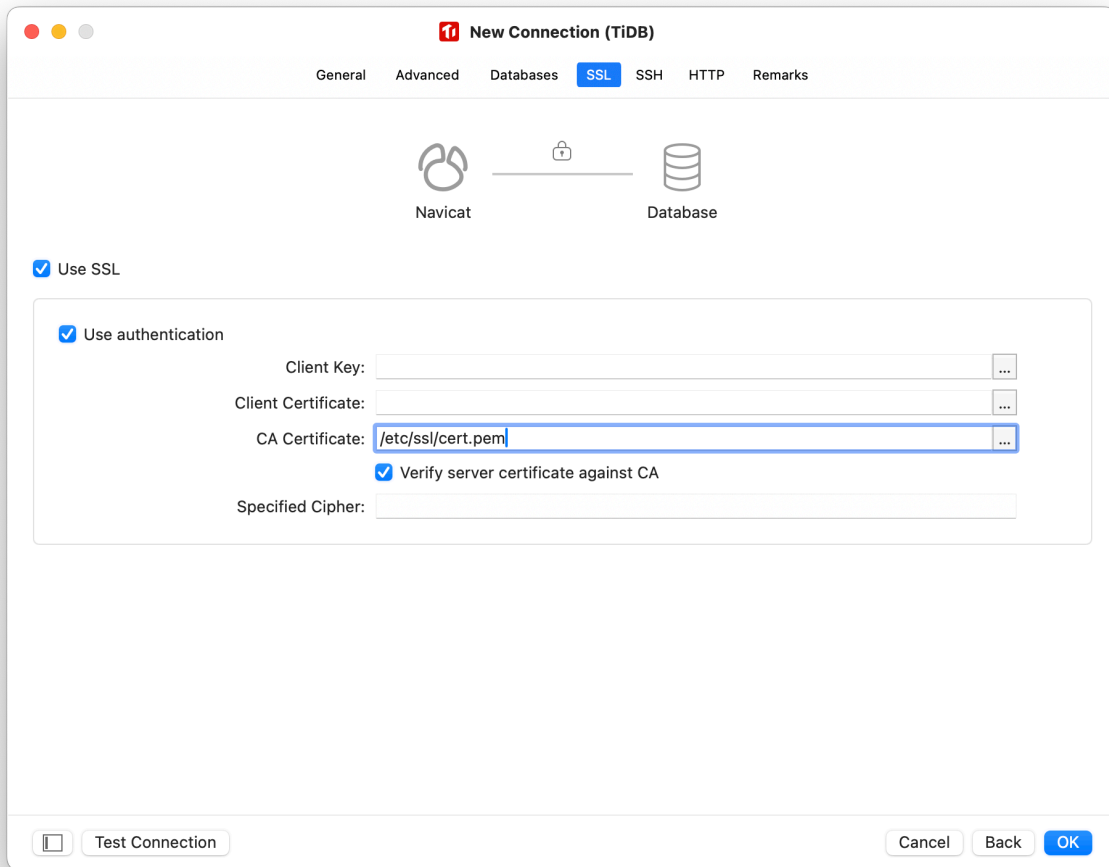 New Connection (TiDB)
General Advanced Databases SSL SSH HTTP Remarks
Navicat Database
Use SSL
Use authentication
Client Key: ...
Client Certificate: ...
CA Certificate: /etc/ssl/cert.pem ...
Verify server certificate against CA
Specified Cipher:
Test Connection Cancel Back OK